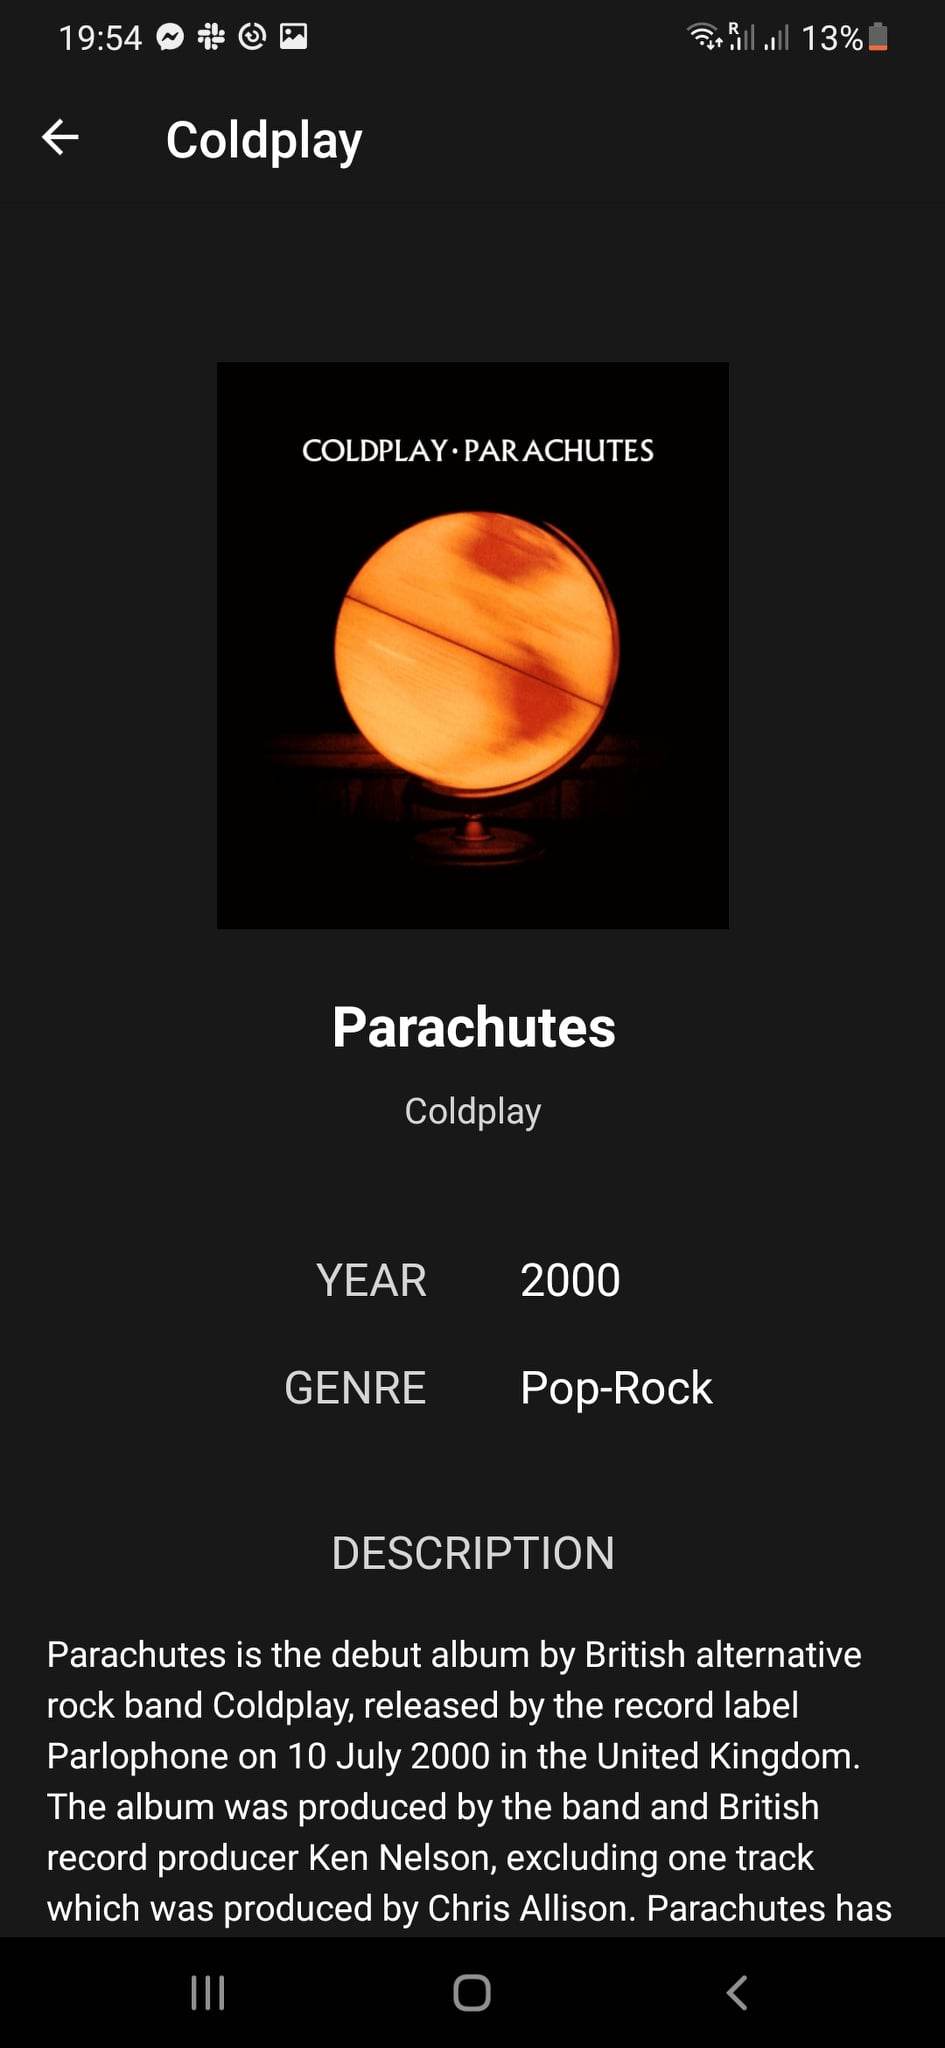 19:54
R
13%
Coldplay
COLDPLAY · PARACHUTES
Parachutes
Coldplay
YEAR 2000
GENRE Pop-Rock
DESCRIPTION
Parachutes is the debut album by British alternative
rock band Coldplay, released by the record label
Parlophone on 10 July 2000 in the United Kingdom.
The album was produced by the band and British
record producer Ken Nelson, excluding one track
which was produced by Chris Allison. Parachutes has